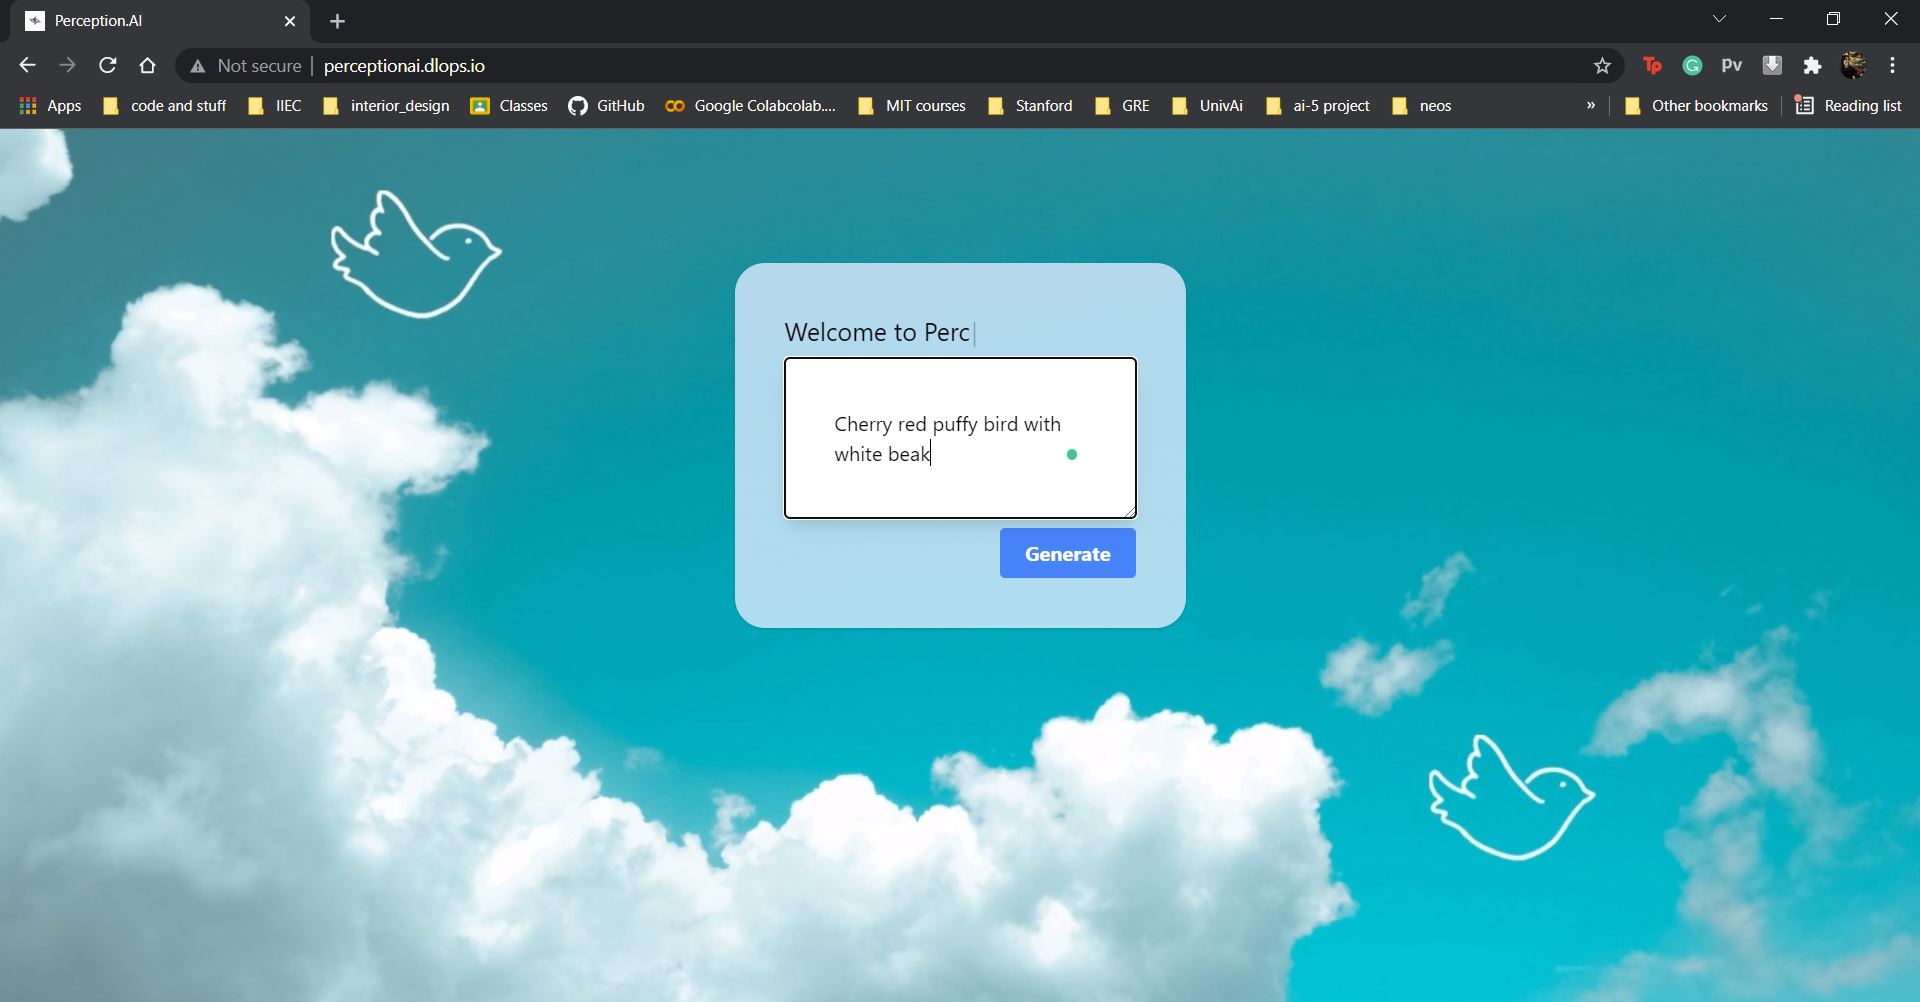 Perception.AI
Not secure perceptionai.dlops.io
Tp G pv
Apps code and stuff IIEC interior_design Classes GitHub Google Colabcolab.... MIT courses Stanford GRE UnivAi ai-5 project neos » Other bookmarks Reading list
Welcome to Perc
Cherry red puffy bird with
white beak
Generate